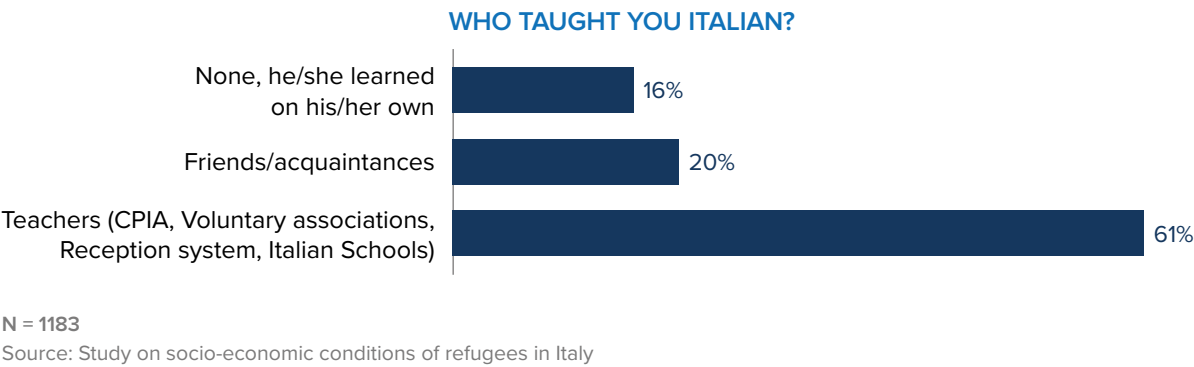 WHO TAUGHT YOU ITALIAN?
None, he/she learned
on his/her own
16%
Friends/acquaintances
20%
Teachers (CPIA, Voluntary associations,
Reception system, Italian Schools)
61%
N = 1183
Source: Study on socio-economic conditions of refugees in Italy